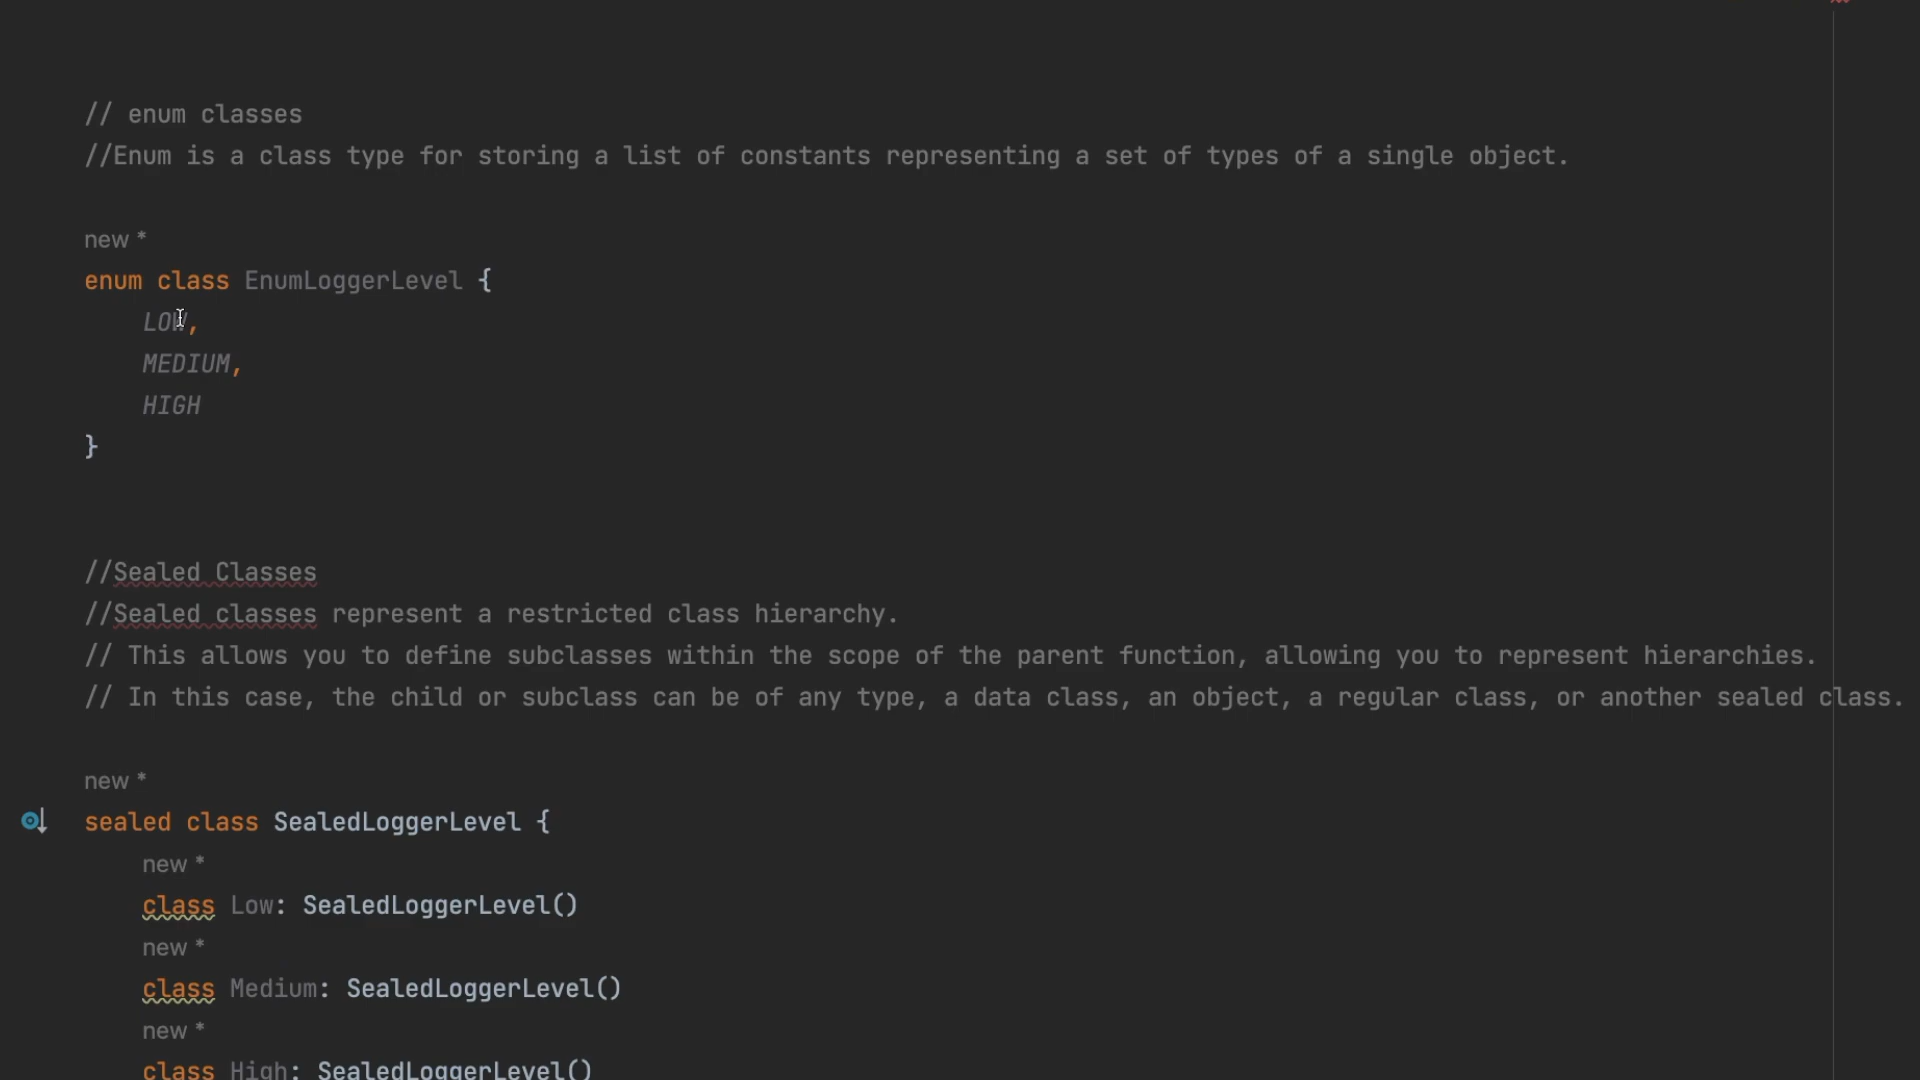 // enum classes
//Enum is a class type for storing a list of constants representing a set of types of a single object.
new *
enum class EnumLoggerLevel {
LOW,
MEDIUM,
HIGH
}
//Sealed Classes
//Sealed classes represent a restricted class hierarchy.
// This allows you to define subclasses within the scope of the parent function, allowing you to represent hierarchies.
// In this case, the child or subclass can be of any type, a data class, an object, a regular class, or another sealed class.
new *
sealed class SealedLoggerLevel {
new *
class Low: SealedLoggerLevel()
new *
class Medium: SealedLoggerLevel()
new *
class High: SealedLoggerLevel()